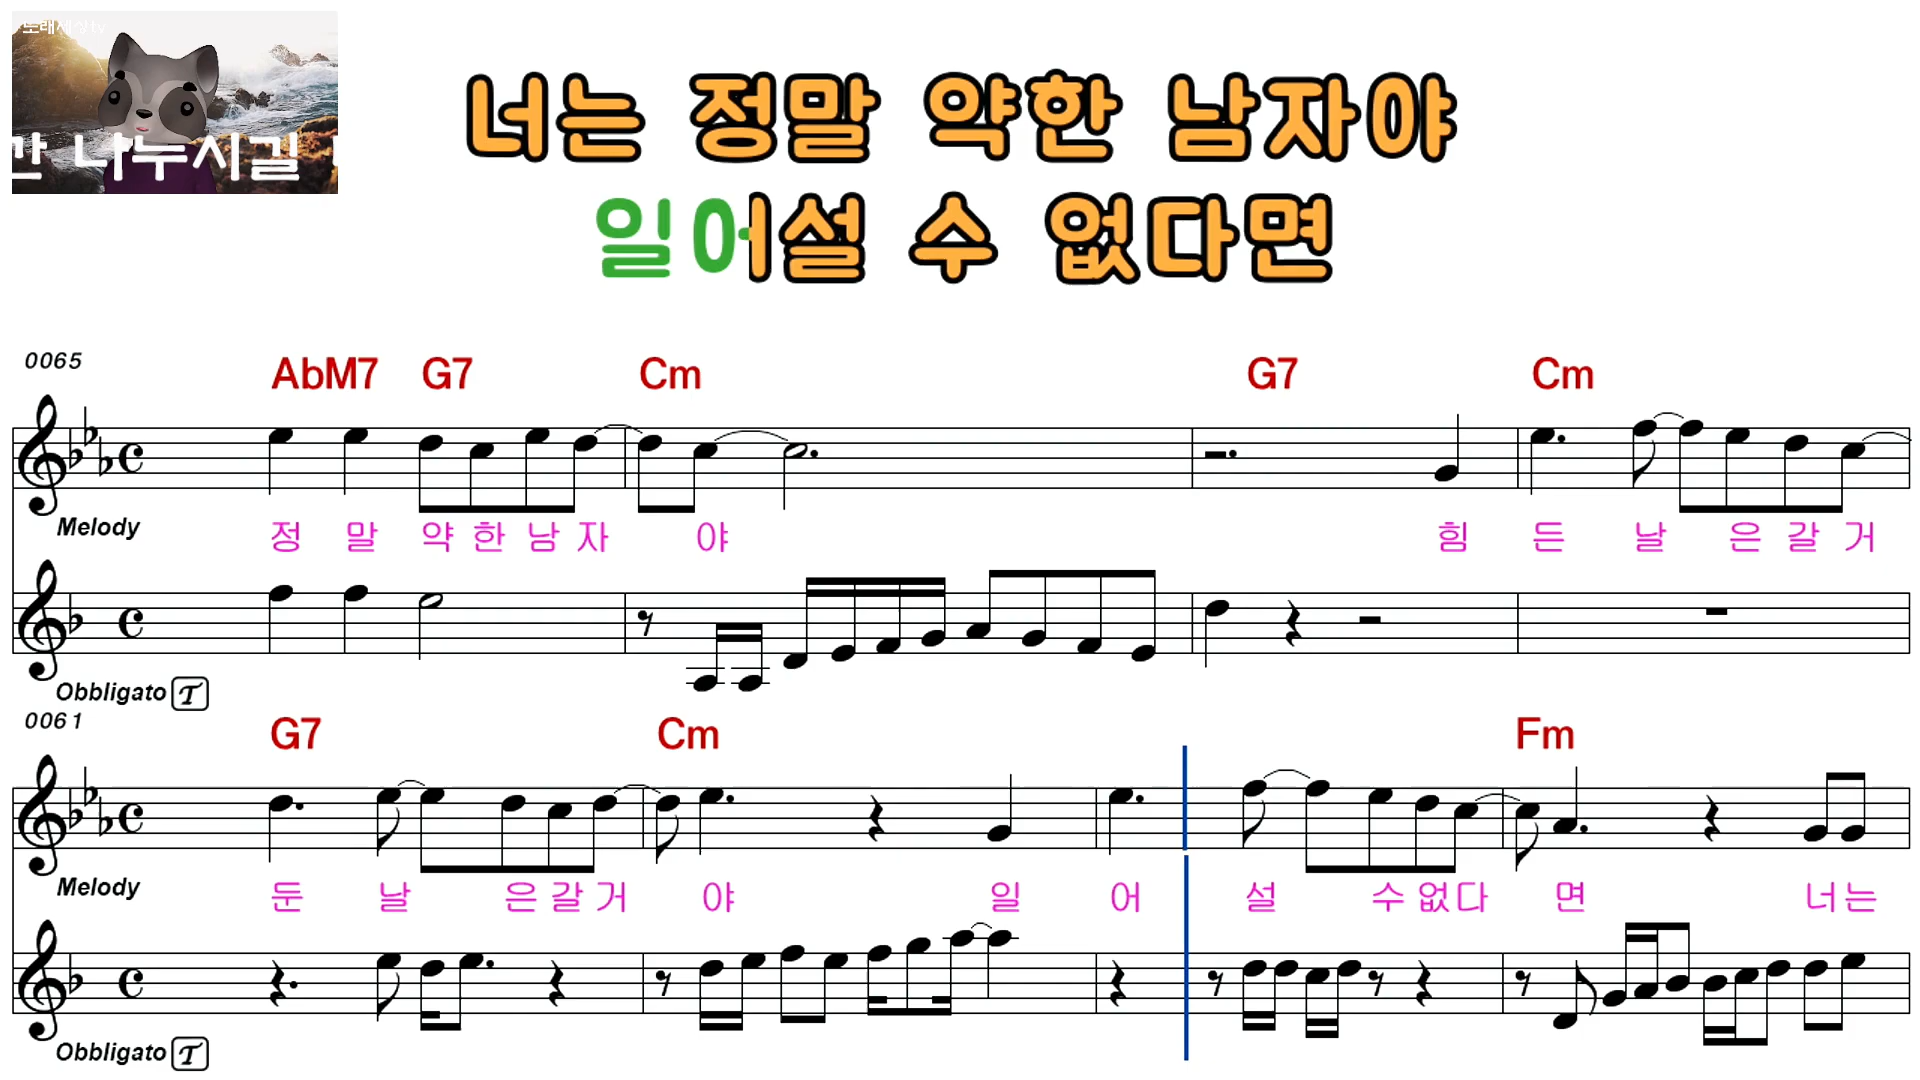 노래세상tv
간 나누시길
너는 정말 약한 남자야
일어설 수 없다면
0065
AbM7 G7 Cm G7 Cm
Melody
정 말 약 한 남 자 야 힘 든 날 은 갈 거
Obbligato T
0061
G7 Cm Fm
Melody
둔 날 은 갈 거 야 일 어 설 수 없 다 면 너 는
Obbligato T